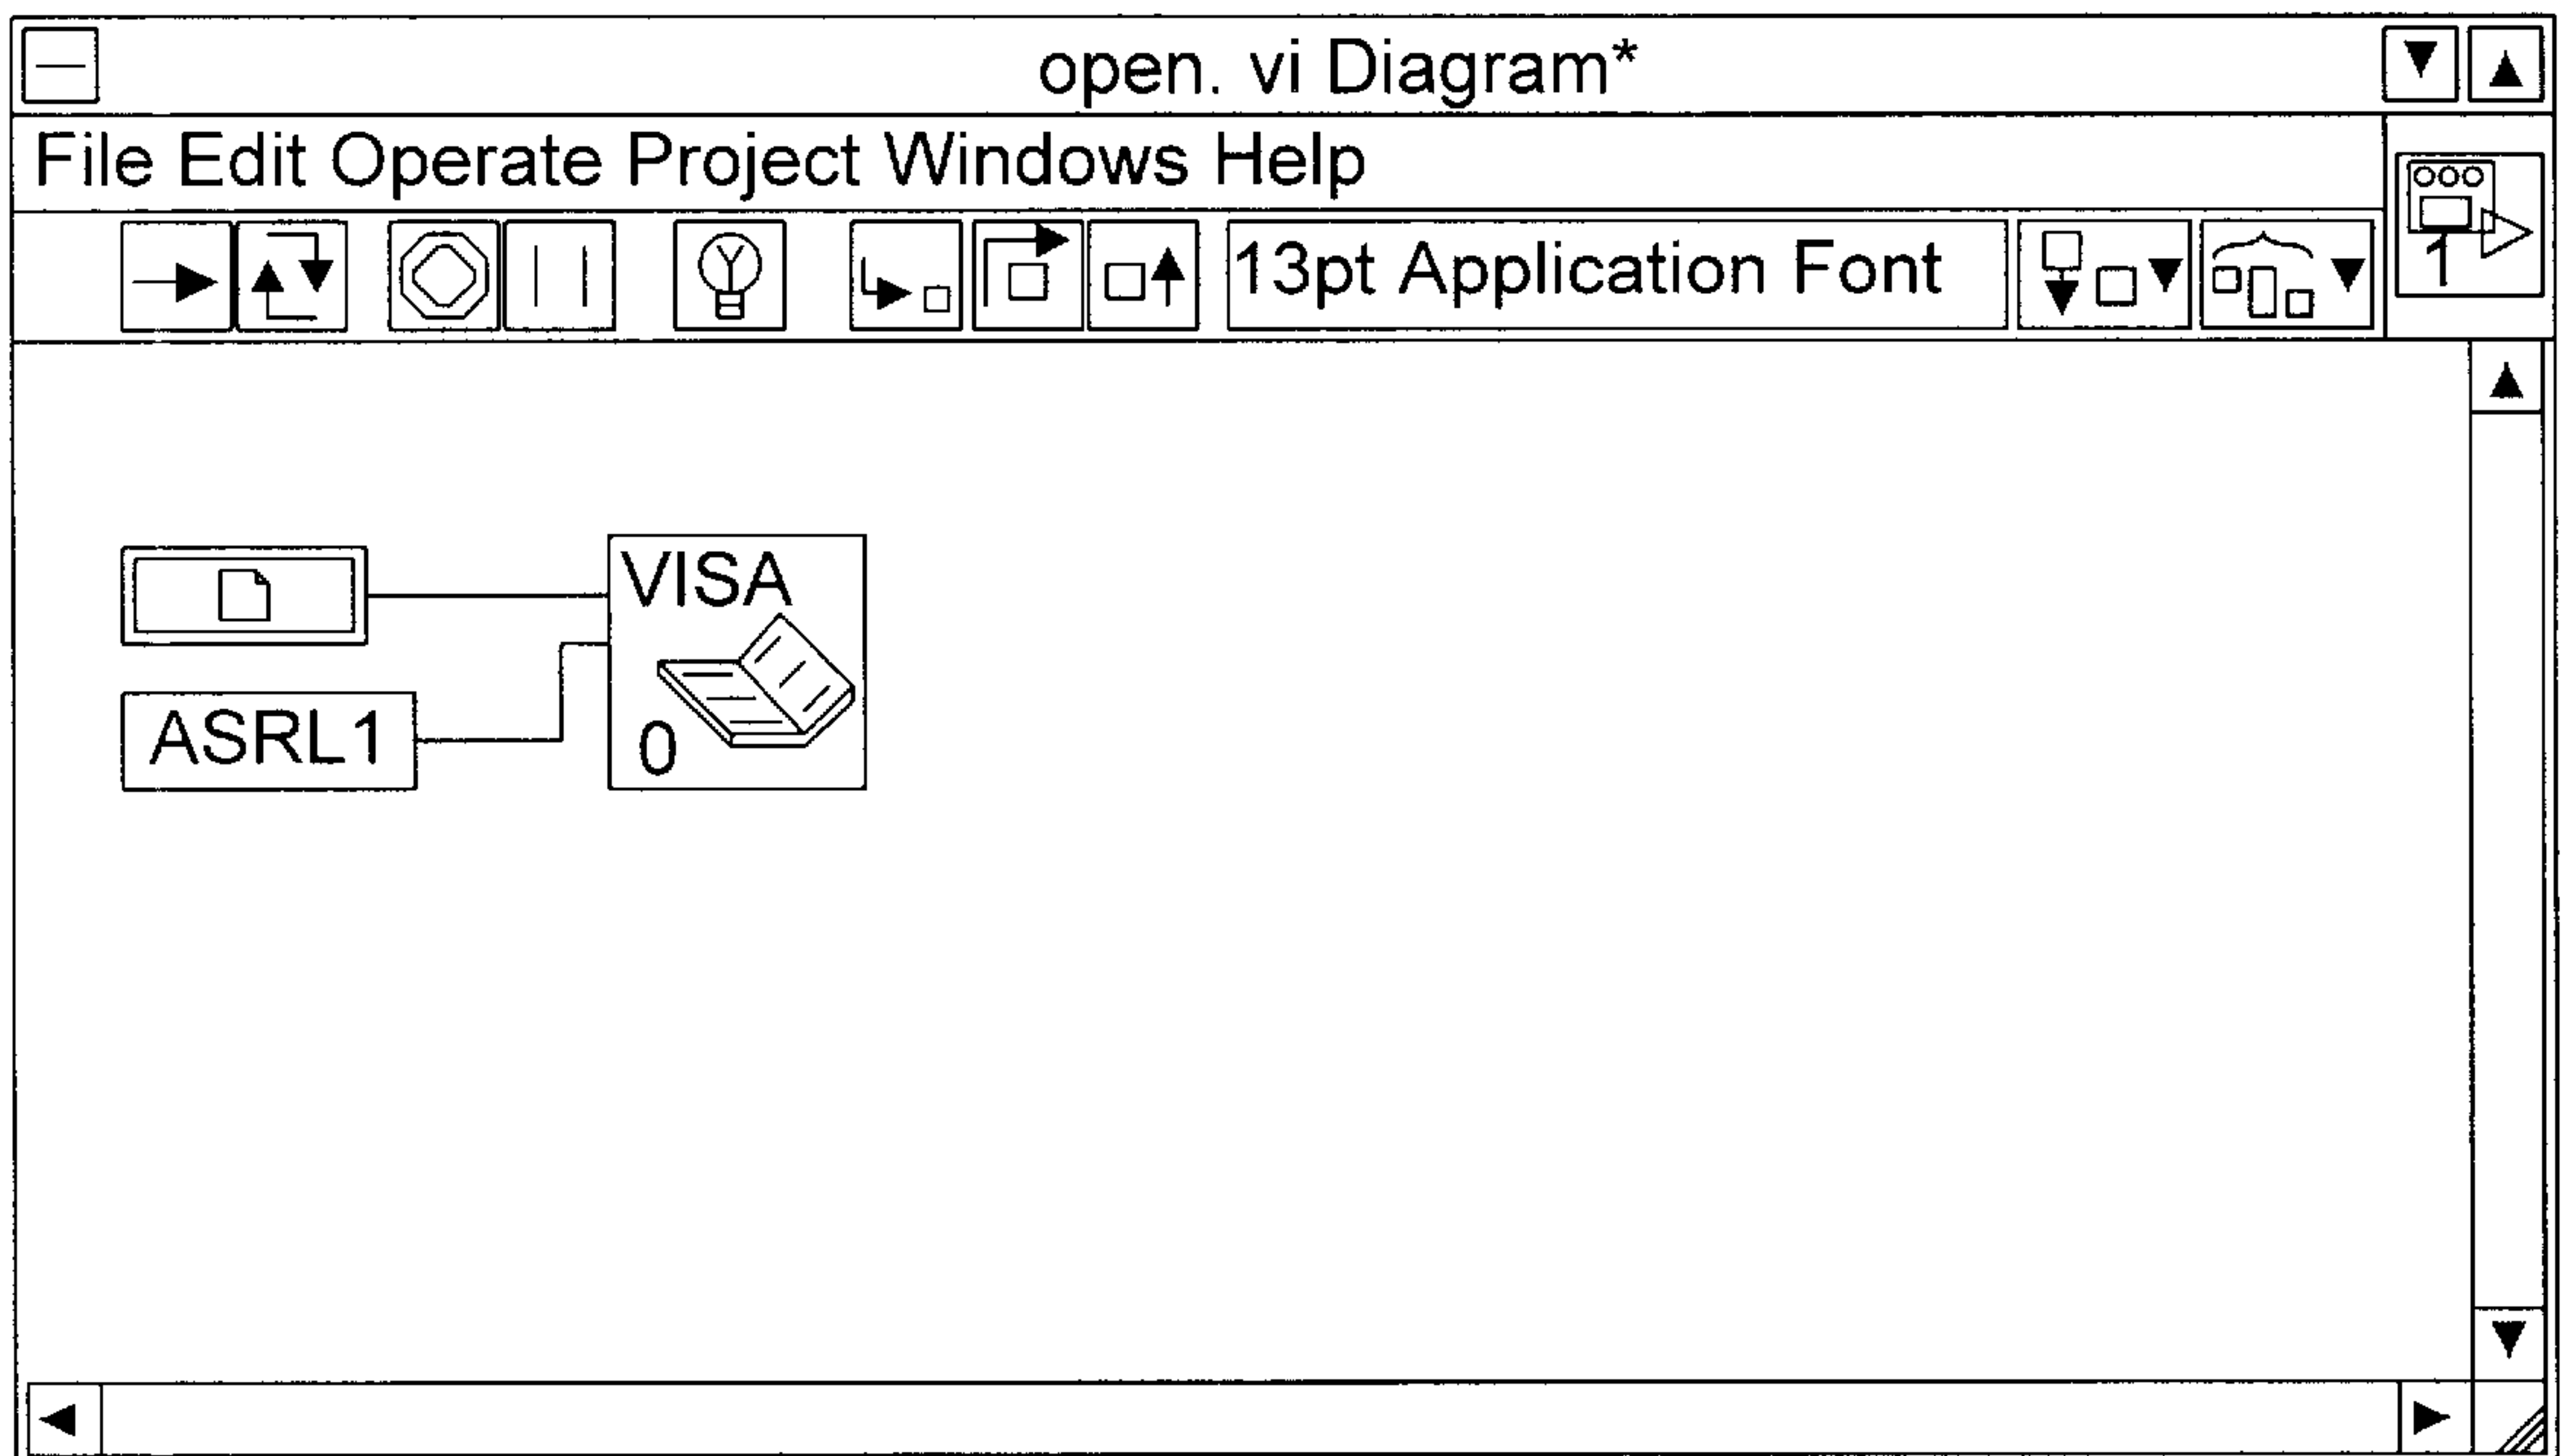 open. vi Diagram*
File Edit Operate Project Windows Help
13pt Application Font
1
VISA
0
ASRL1